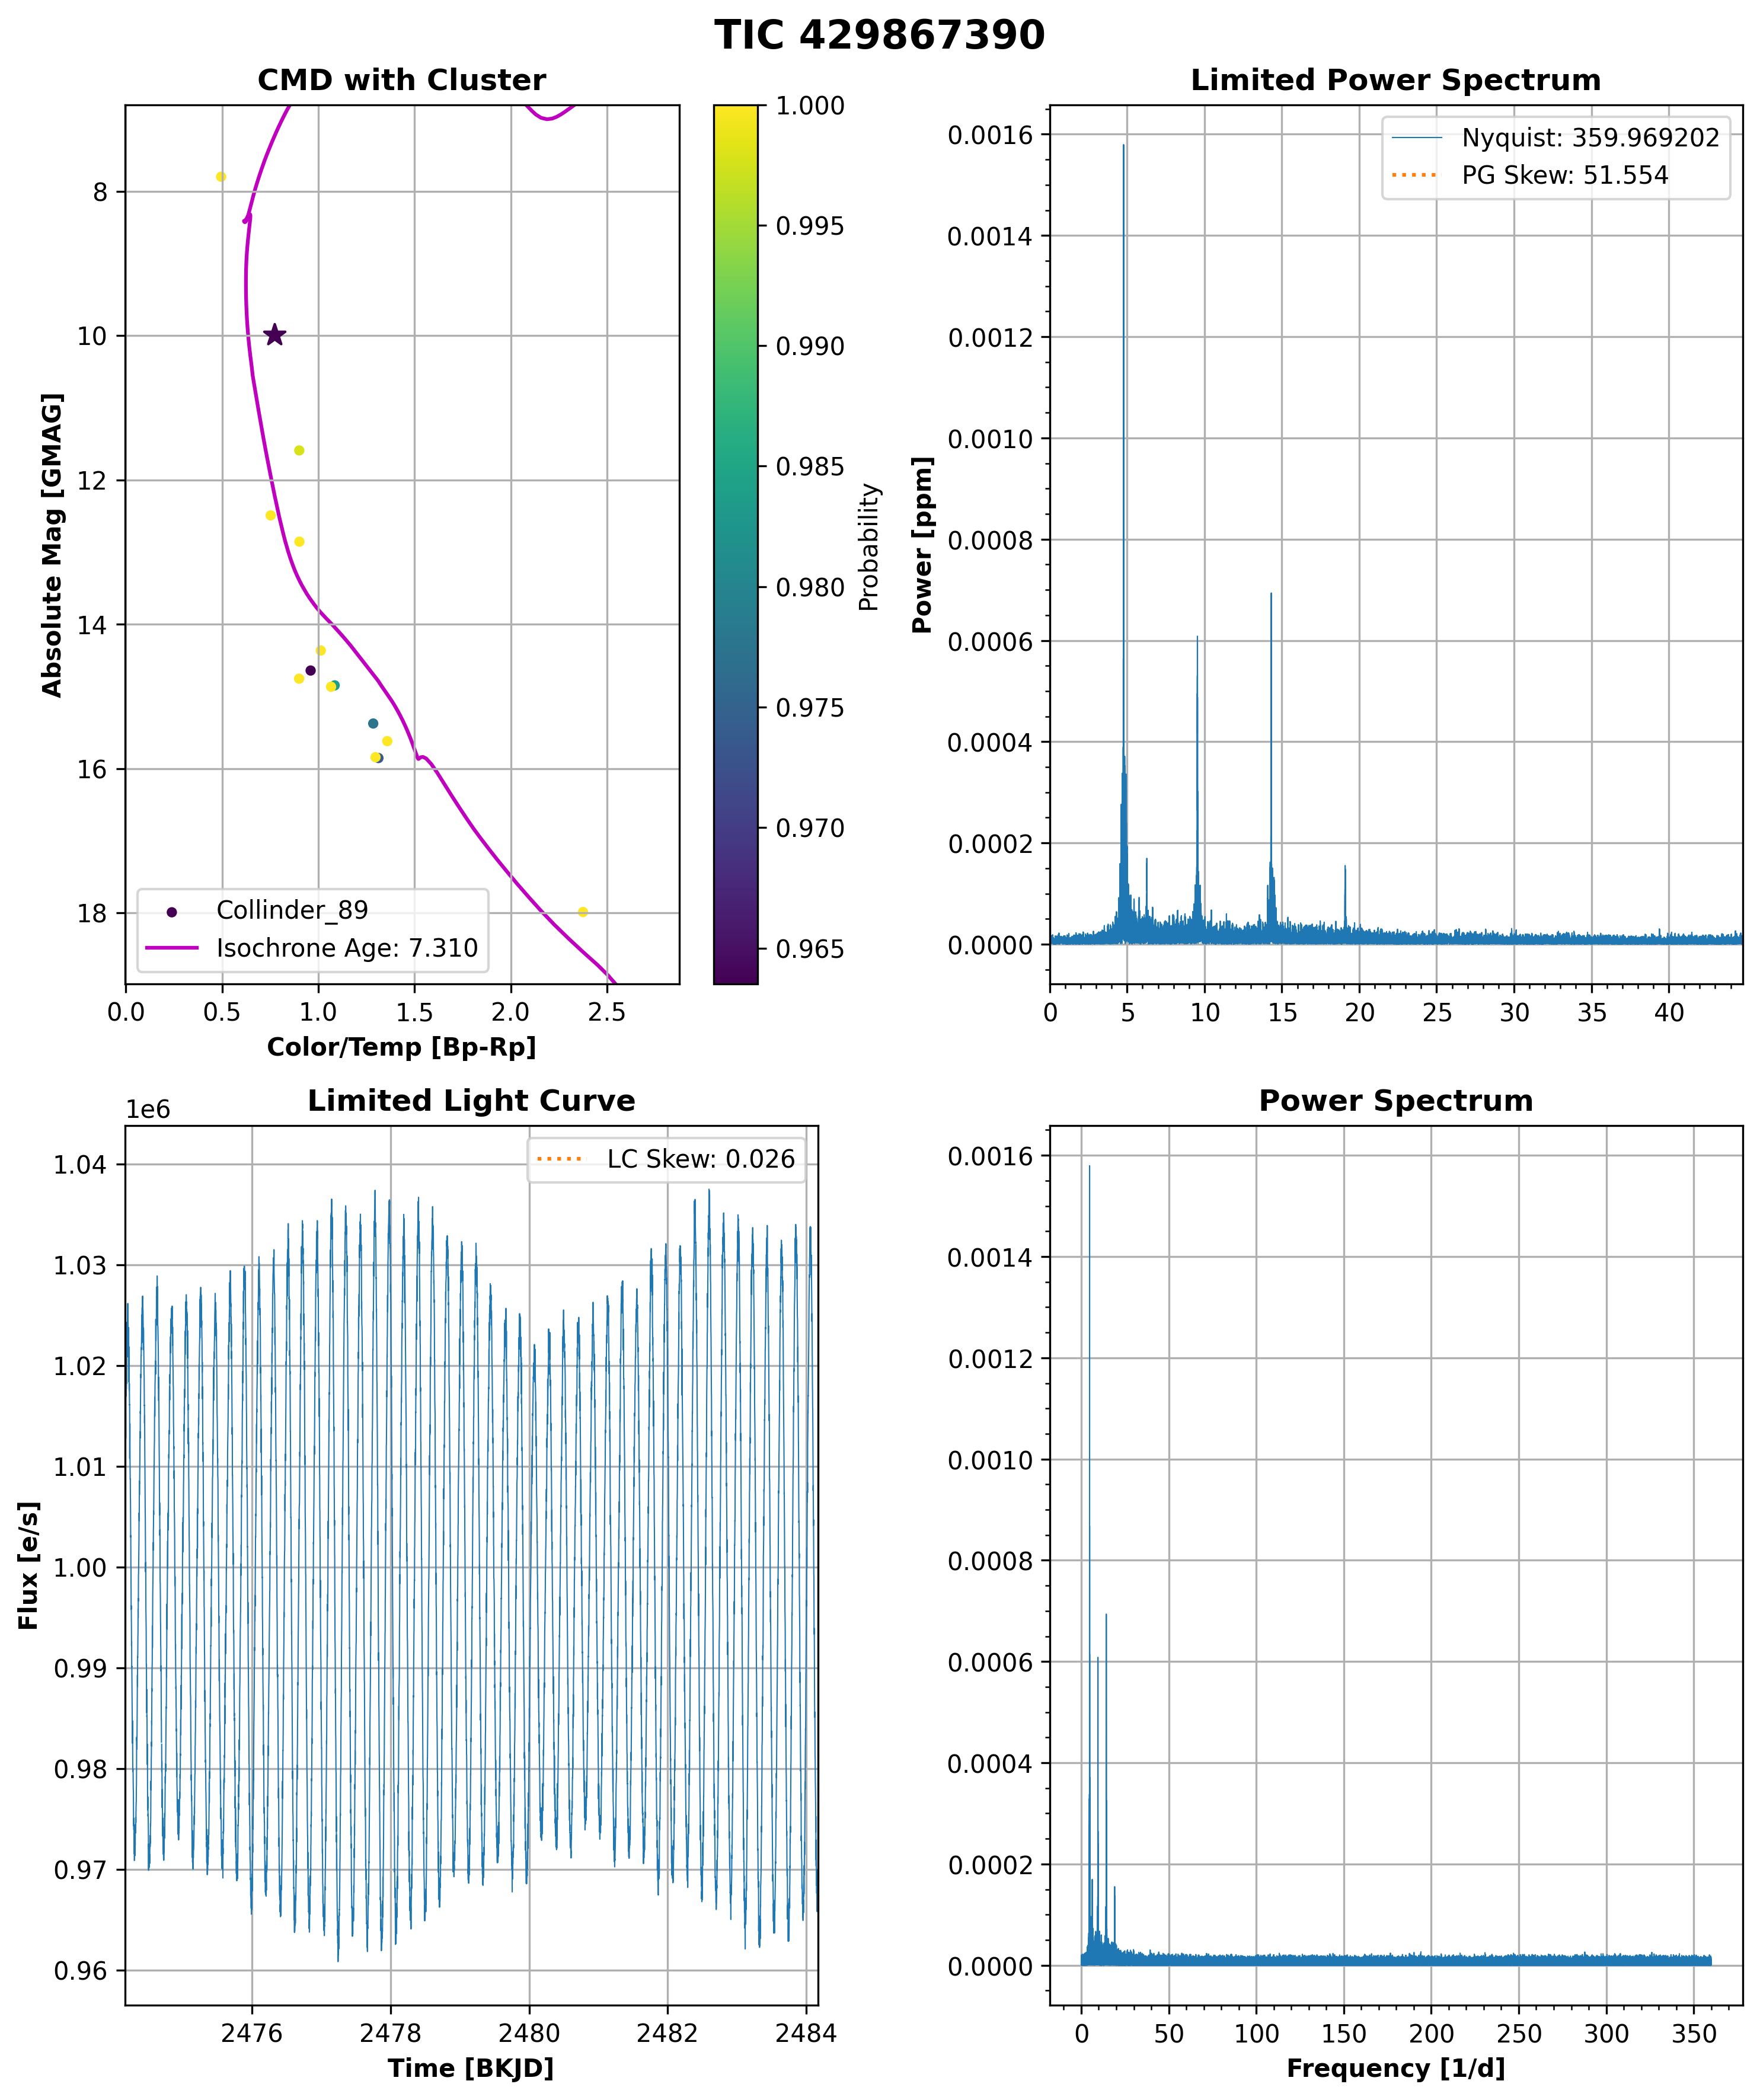 TIC 429867390
CMD with Cluster
8
10
12
14
16
18
Absolute Mag [GMAG]
0.0 0.5 1.0 1.5 2.0 2.5
Color/Temp [Bp-Rp]
Collinder_89
Isochrone Age: 7.310
1.000
0.995
0.990
0.985
0.980
0.975
0.970
0.965
Probability
Limited Power Spectrum
Nyquist: 359.969202
PG Skew: 51.554
0.0016
0.0014
0.0012
0.0010
0.0008
0.0006
0.0004
0.0002
0.0000
Power [ppm]
0 5 10 15 20 25 30 35 40
Limited Light Curve
1e6
LC Skew: 0.026
1.04
1.03
1.02
1.01
1.00
0.99
0.98
0.97
0.96
Flux [e/s]
2476 2478 2480 2482 2484
Time [BKJD]
Power Spectrum
0.0016
0.0014
0.0012
0.0010
0.0008
0.0006
0.0004
0.0002
0.0000
0 50 100 150 200 250 300 350
Frequency [1/d]